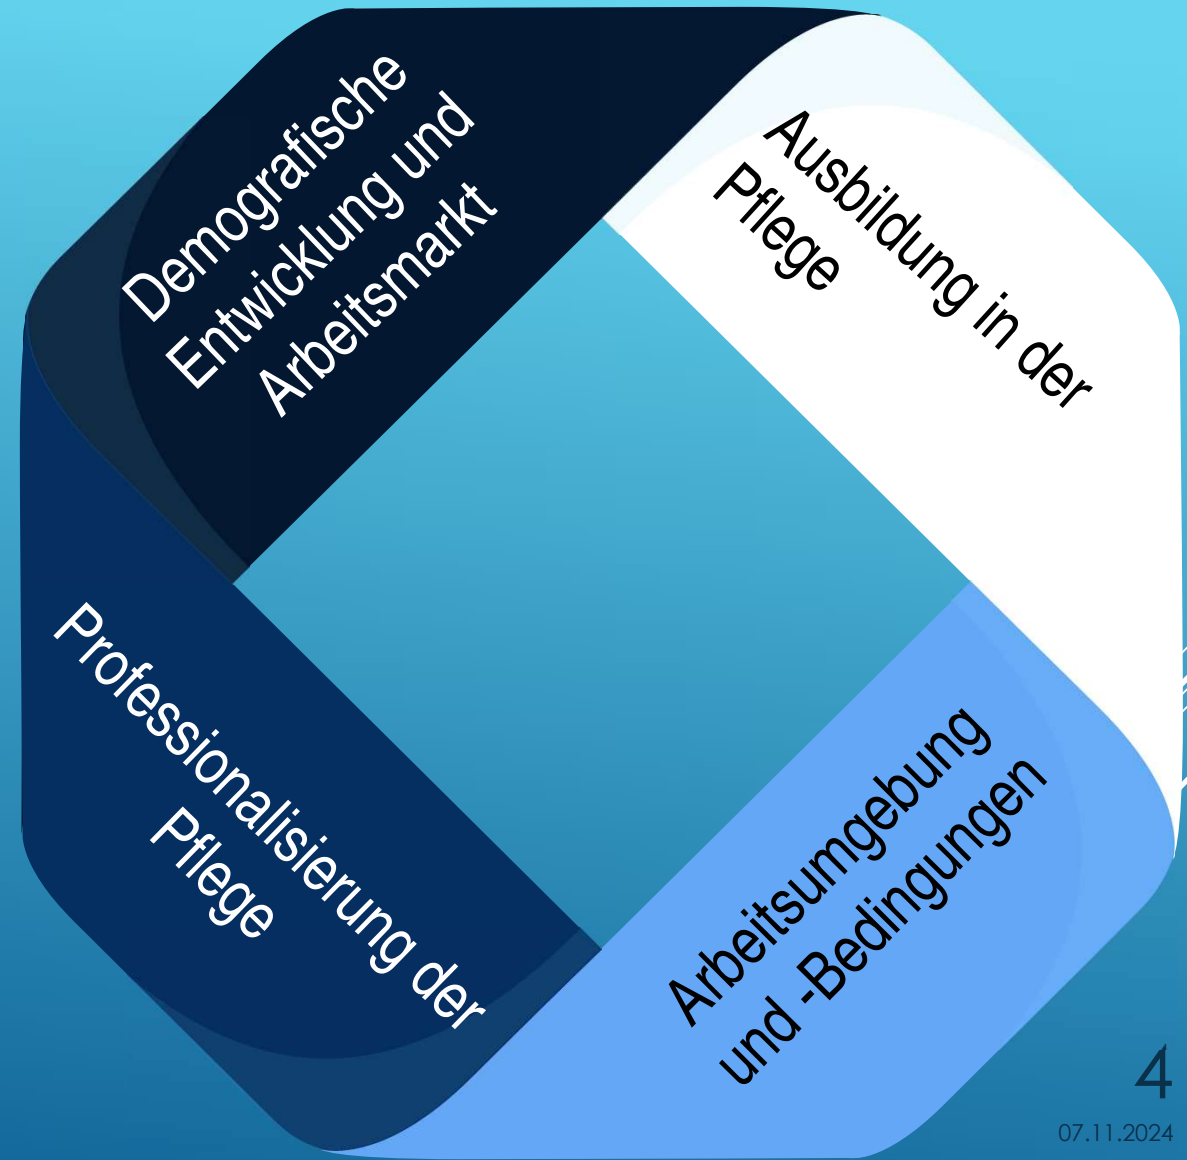 Demografische
Entwicklung und
Arbeitsmarkt
Ausbildung in der
Pflege
Professionalisierung der
Pflege
Arbeitsumgebung
und -Bedingungen
4
07.11.2024